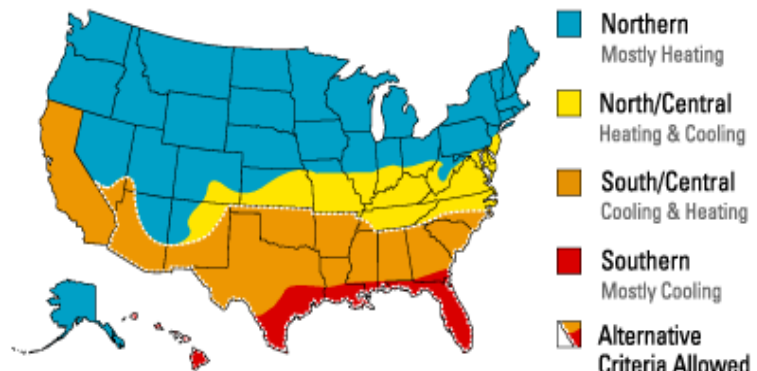 Northern
Mostly Heating
North/Central
Heating & Cooling
South/Central
Cooling & Heating
Southern
Mostly Cooling
Alternative
Criteria Allowed